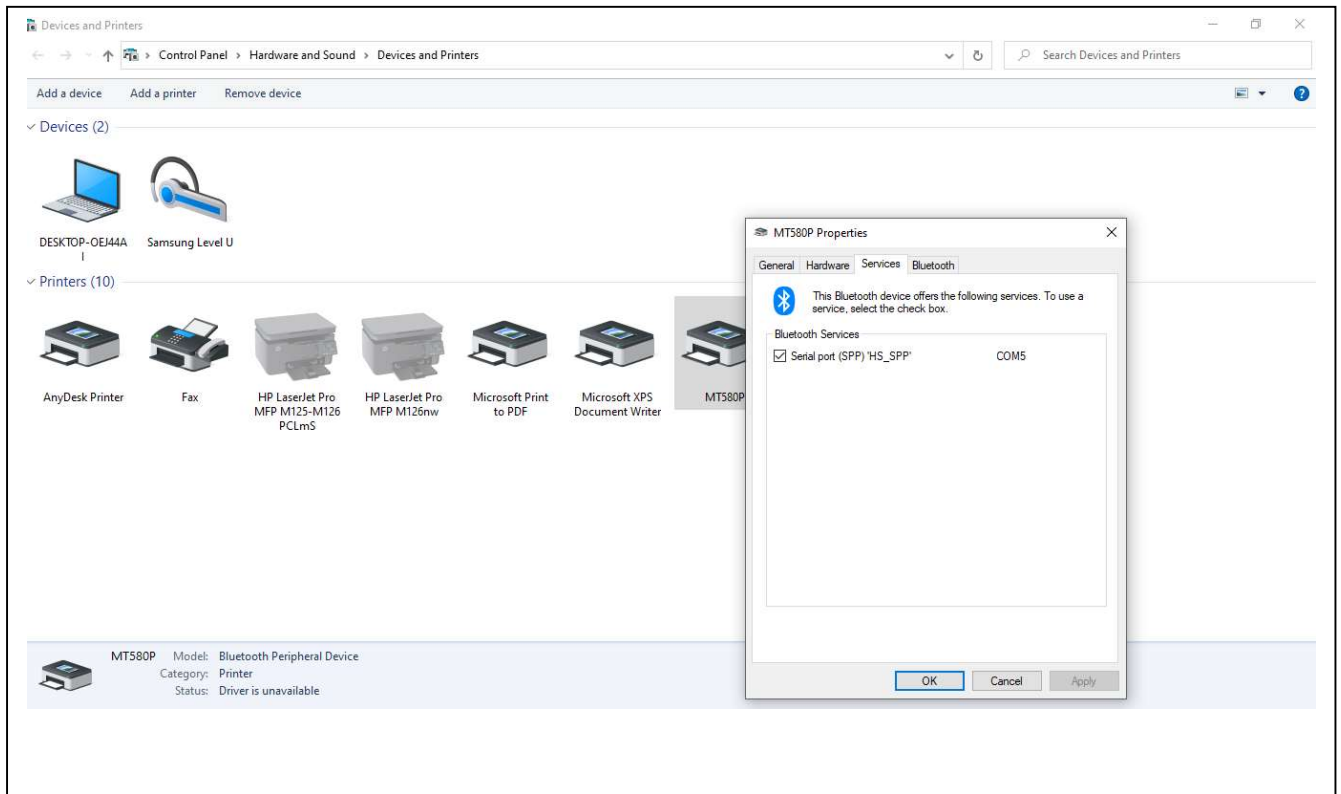 Devices and Printers
Control Panel > Hardware and Sound > Devices and Printers
Search Devices and Printers
Add a device Add a printer Remove device
Devices (2)
DESKTOP-OEJ44A
I
Samsung Level U
Printers (10)
AnyDesk Printer
Fax
HP LaserJet Pro
MFP M125-M126
PCLmS
HP LaserJet Pro
MFP M126nw
Microsoft Print
to PDF
Microsoft XPS
Document Writer
MT580P
MT580P Properties
General Hardware Services Bluetooth
This Bluetooth device offers the following services. To use a
service, select the check box.
Bluetooth Services
Serial port (SPP) 'HS_SPP' COM5
OK Cancel Apply
MT580P Model: Bluetooth Peripheral Device
Category: Printer
Status: Driver is unavailable